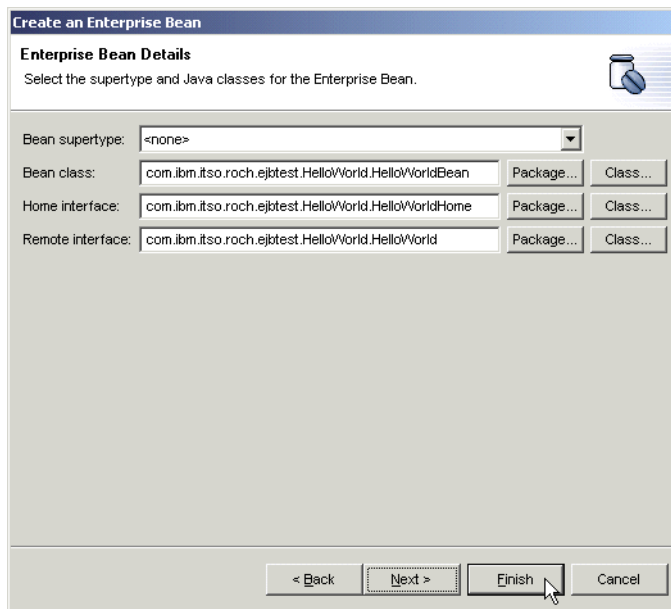 Create an Enterprise Bean
Enterprise Bean Details
Select the supertype and Java classes for the Enterprise Bean.
Bean supertype: <none>
Bean class: com.ibm.itso.roch.ejbtest.HelloWorld.HelloWorldBean Package... Class...
Home interface: com.ibm.itso.roch.ejbtest.HelloWorld.HelloWorldHome Package... Class...
Remote interface: com.ibm.itso.roch.ejbtest.HelloWorld.HelloWorld Package... Class...
< Back Next > Finish Cancel